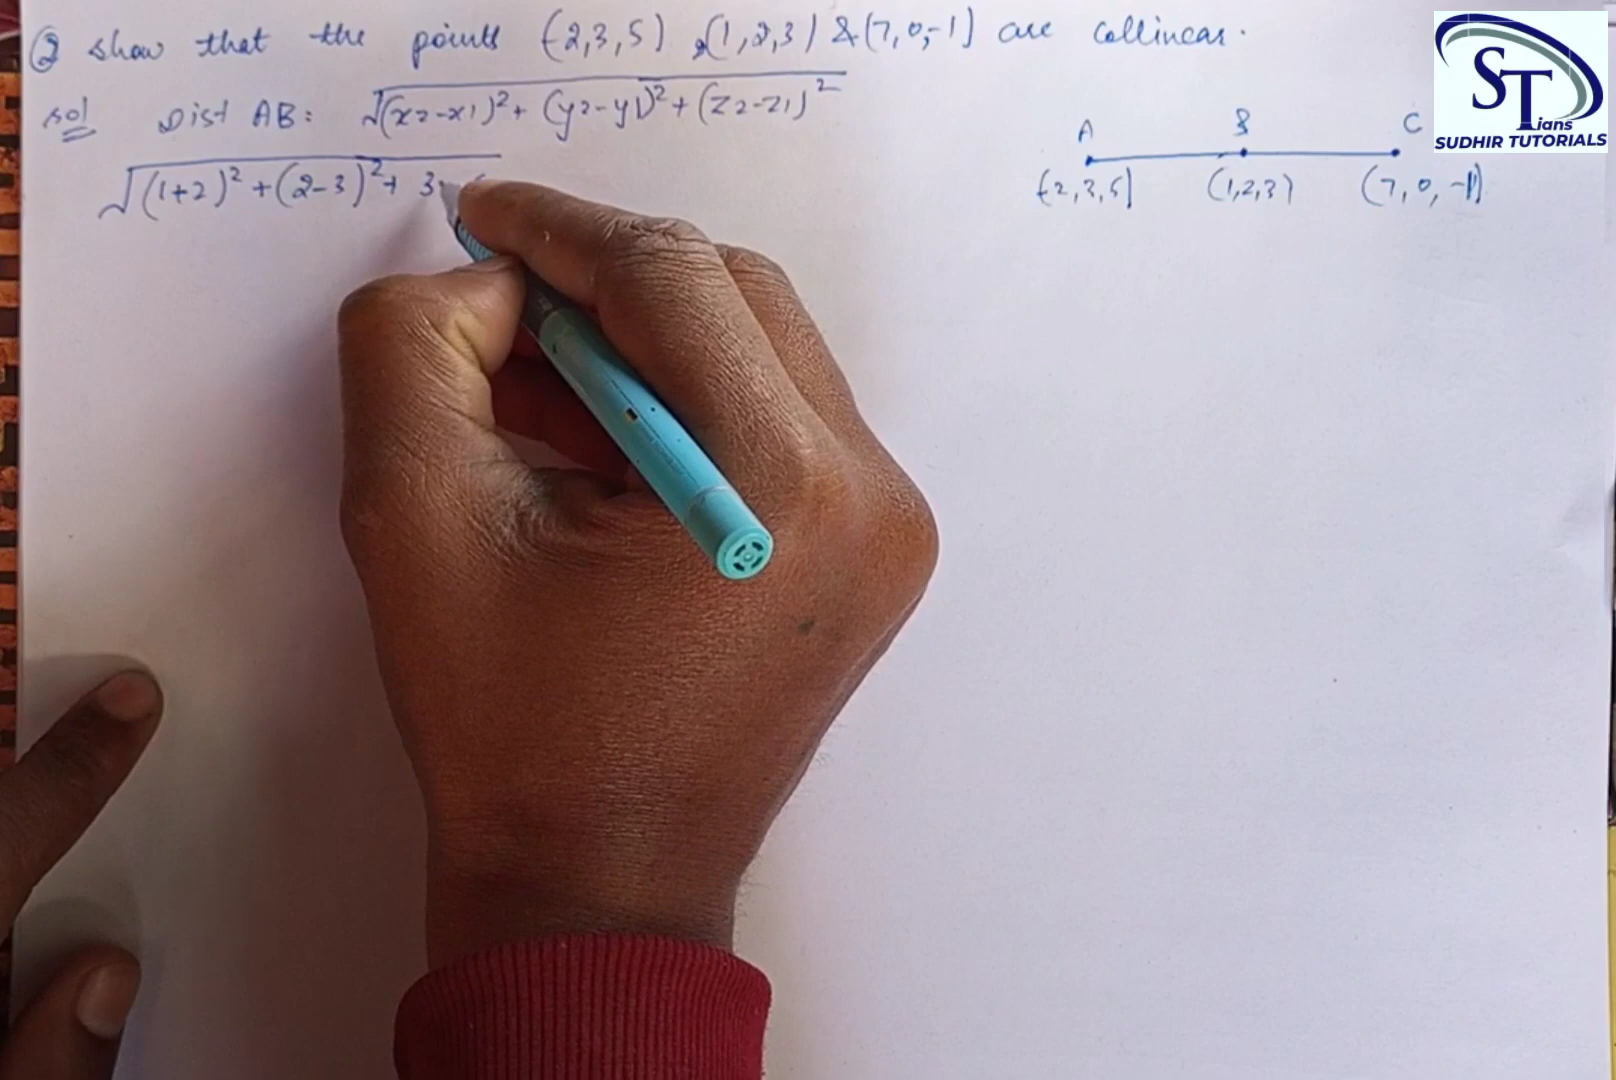 Q show that the points (-2,3,5), (1,2,3) & (7,0,-1) are collinear.
sol Dist AB: √(x2-x1)²+(y2-y1)²+(z2-z1)²
√(1+2)²+(2-3)²+ 3
A B C
(-2,3,5) (1,2,3) (7,0,-1)
ST
ians
SUDHIR TUTORIALS